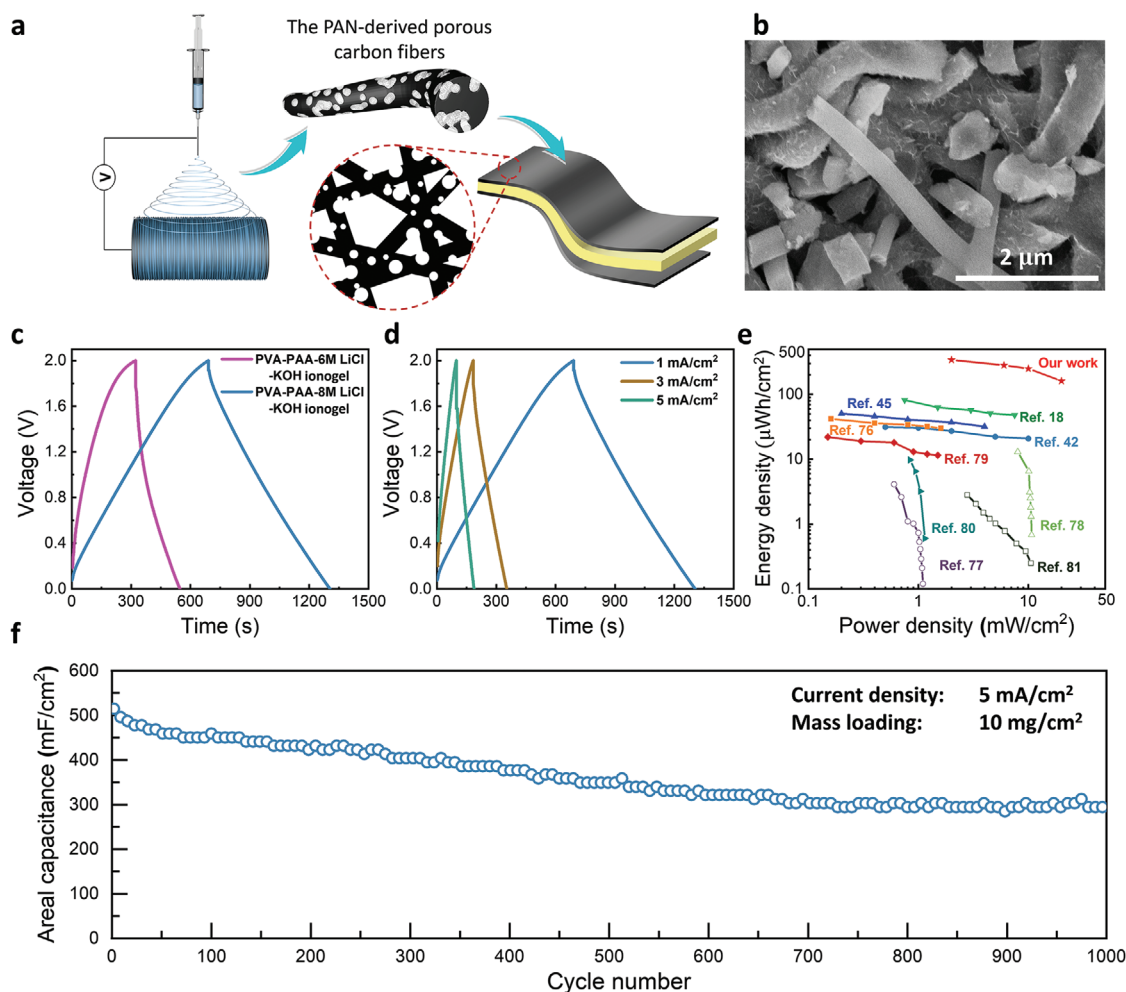 a
The PAN-derived porous
carbon fibers
V
b
2 μm
c
PVA-PAA-6M LiCl
-KOH ionogel
PVA-PAA-8M LiCl
-KOH ionogel
Voltage (V)
2.0
1.6
1.2
0.8
0.4
0.0
0 300 600 900 1200 1500
Time (s)
d
1 mA/cm²
3 mA/cm²
5 mA/cm²
Voltage (V)
2.0
1.6
1.2
0.8
0.4
0.0
0 300 600 900 1200 1500
Time (s)
e
Energy density (μWh/cm²)
500
100
10
1
0.1
Our work
Ref. 45
Ref. 18
Ref. 76
Ref. 42
Ref. 79
Ref. 80
Ref. 78
Ref. 77
Ref. 81
0.1 1 10 50
Power density (mW/cm²)
f
Areal capacitance (mF/cm²)
600
500
400
300
200
100
0
Current density: 5 mA/cm²
Mass loading: 10 mg/cm²
0 100 200 300 400 500 600 700 800 900 1000
Cycle number